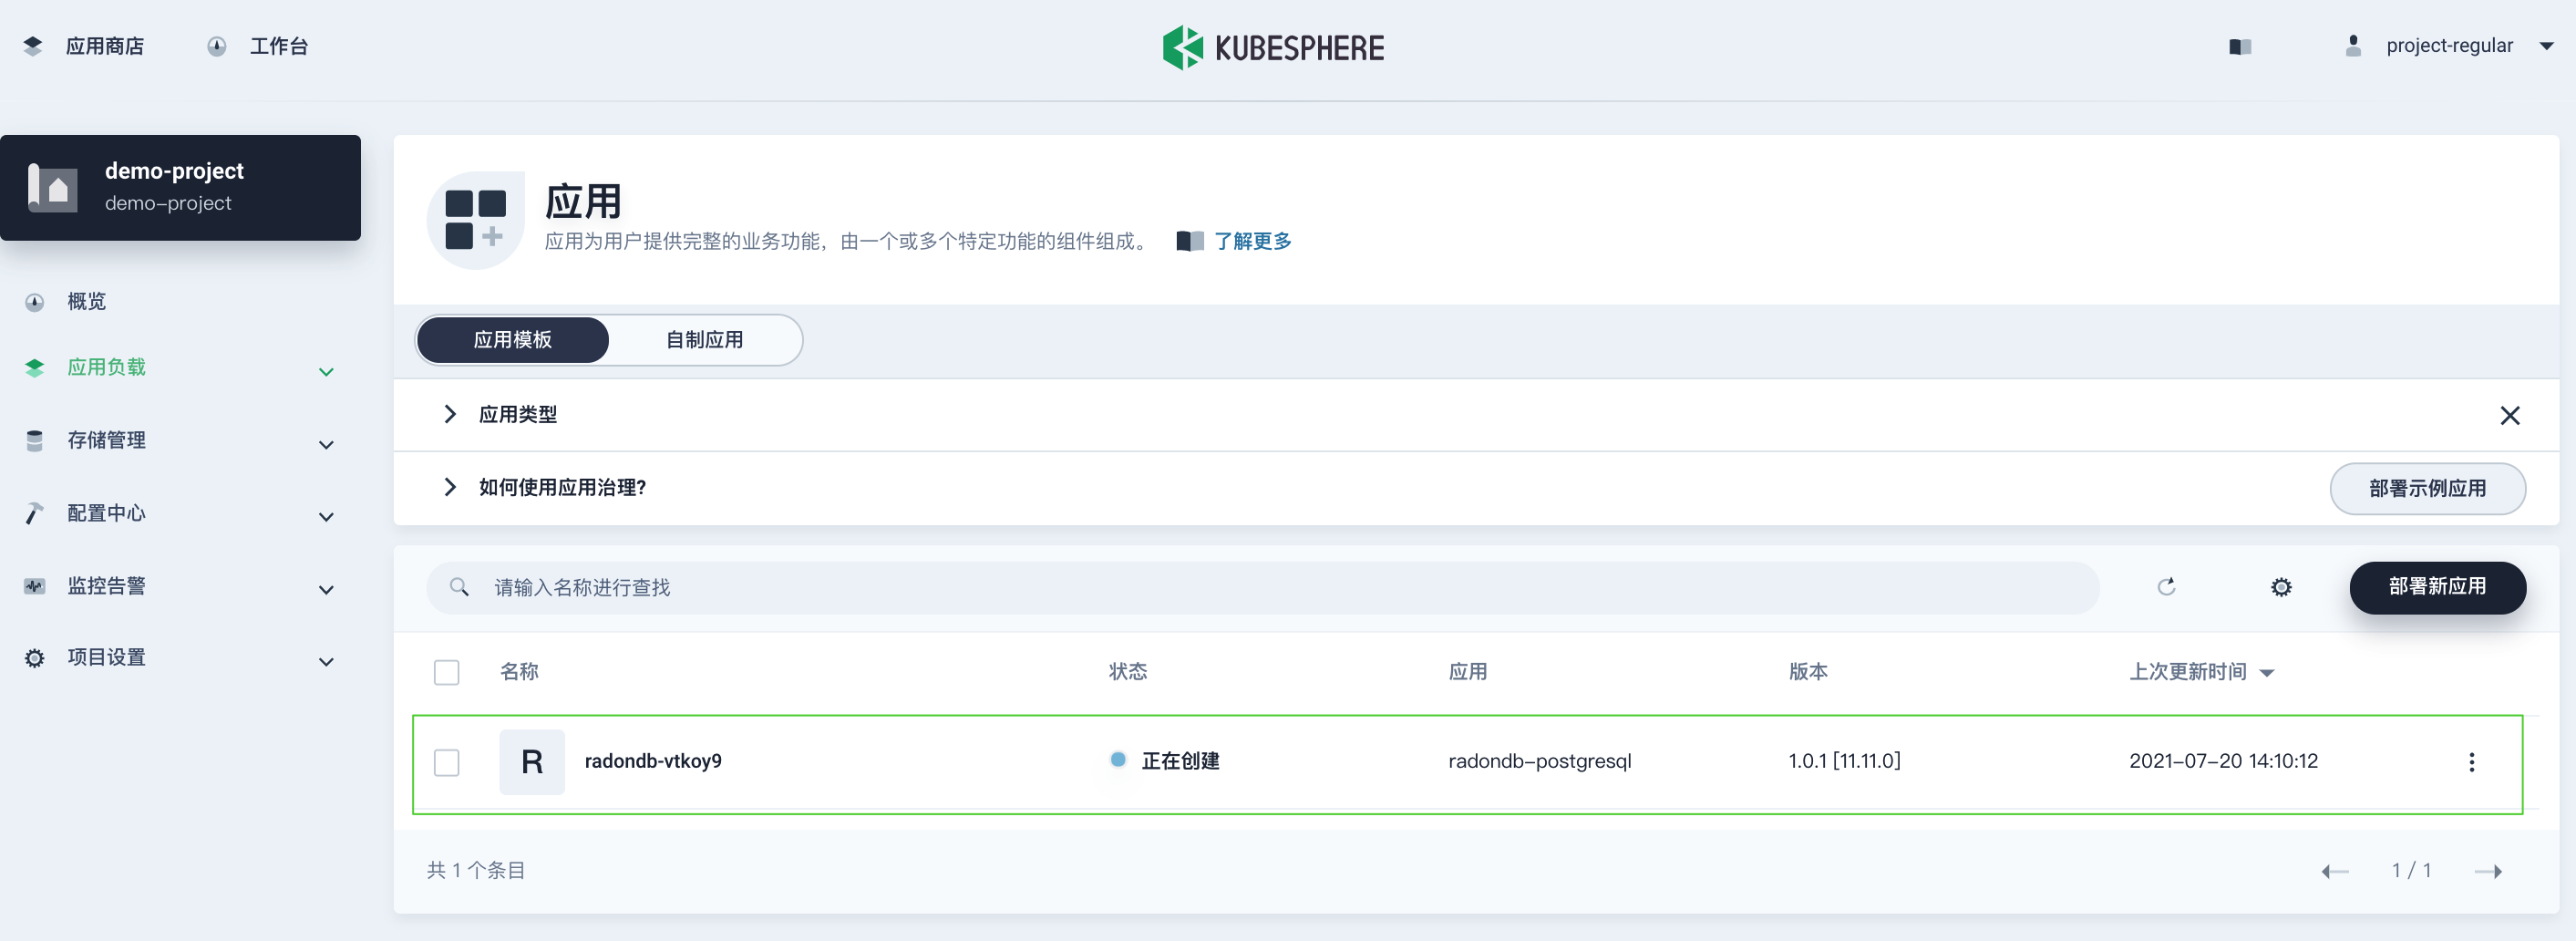 应用商店 工作台 KUBESPHERE project-regular
demo-project
demo-project
概览
应用负载
存储管理
配置中心
监控告警
项目设置
应用
应用为用户提供完整的业务功能，由一个或多个特定功能的组件组成。 了解更多
应用模板 自制应用
应用类型
如何使用应用治理? 部署示例应用
请输入名称进行查找 部署新应用
名称 状态 应用 版本 上次更新时间
R radondb-vtkoy9 正在创建 radondb-postgresql 1.0.1 [11.11.0] 2021-07-20 14:10:12
共 1 个条目 1 / 1